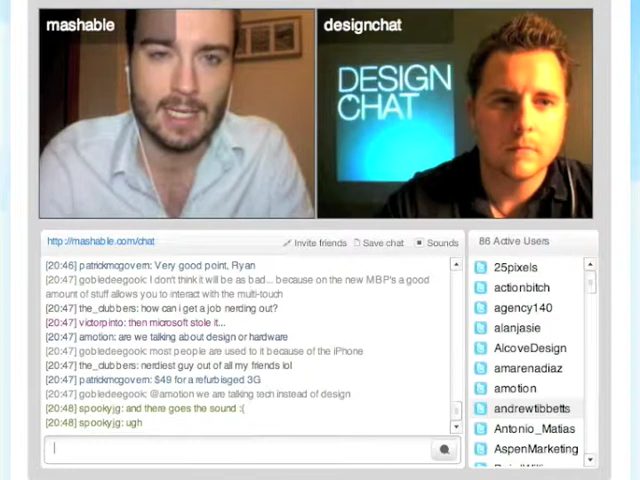 mashable
designchat
DESIGN
CHAT
http://mashable.com/chat
Invite friends
Save chat
Sounds
86 Active Users
[20:46] patrickmcgovern: Very good point, Ryan
[20:47] gobledeegook: I don't think it will be as bad... because on the new MBP's a good
amount of stuff allows you to interact with the multi-touch
[20:47] the_dubbers: how can i get a job nerding out?
[20:47] victorpinto: then microsoft stole it...
[20:47] amotion: are we talking about design or hardware
[20:47] gobledeegook: most people are used to it because of the iPhone
[20:47] the_dubbers: nerdiest guy out of all my friends lol
[20:47] patrickmcgovern: $49 for a refurbisged 3G
[20:47] gobledeegook: @amotion we are talking tech instead of design
[20:48] spookyjg: and there goes the sound :(
[20:48] spookyjg: ugh
25pixels
actionbitch
agency140
alanjasie
AlcoveDesign
amarenadiaz
amotion
andrewtibbetts
Antonio_Matias
AspenMarketing